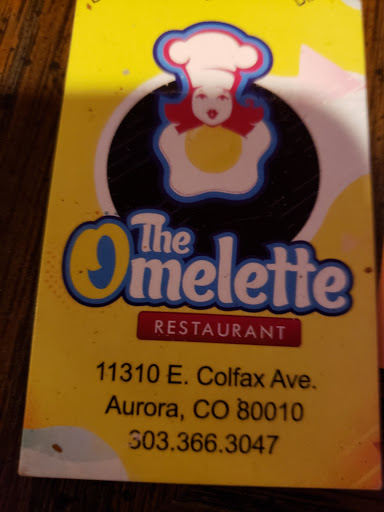 The
Omelette
RESTAURANT
11310 E. Colfax Ave.
Aurora, CO 80010
303.366.3047